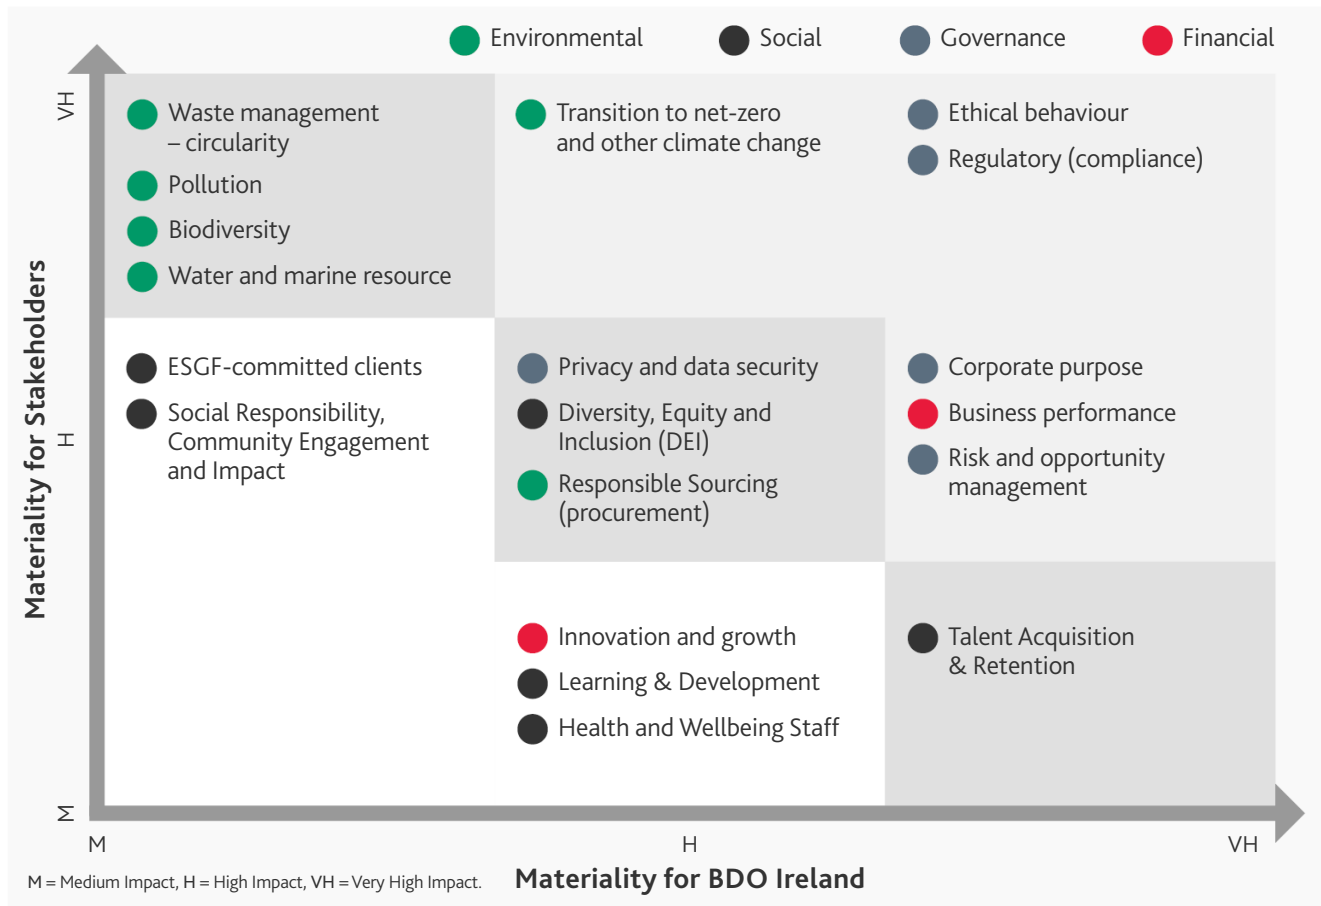 Environmental
Social
Governance
Financial
VH
Waste management
– circularity
Pollution
Biodiversity
Water and marine resource
Transition to net-zero
and other climate change
Ethical behaviour
Regulatory (compliance)
Materiality for Stakeholders
H
ESGF-committed clients
Social Responsibility,
Community Engagement
and Impact
Privacy and data security
Diversity, Equity and
Inclusion (DEI)
Responsible Sourcing
(procurement)
Corporate purpose
Business performance
Risk and opportunity
management
Innovation and growth
Learning & Development
Health and Wellbeing Staff
Talent Acquisition
& Retention
M
M
H
VH
M = Medium Impact, H = High Impact, VH = Very High Impact.
Materiality for BDO Ireland